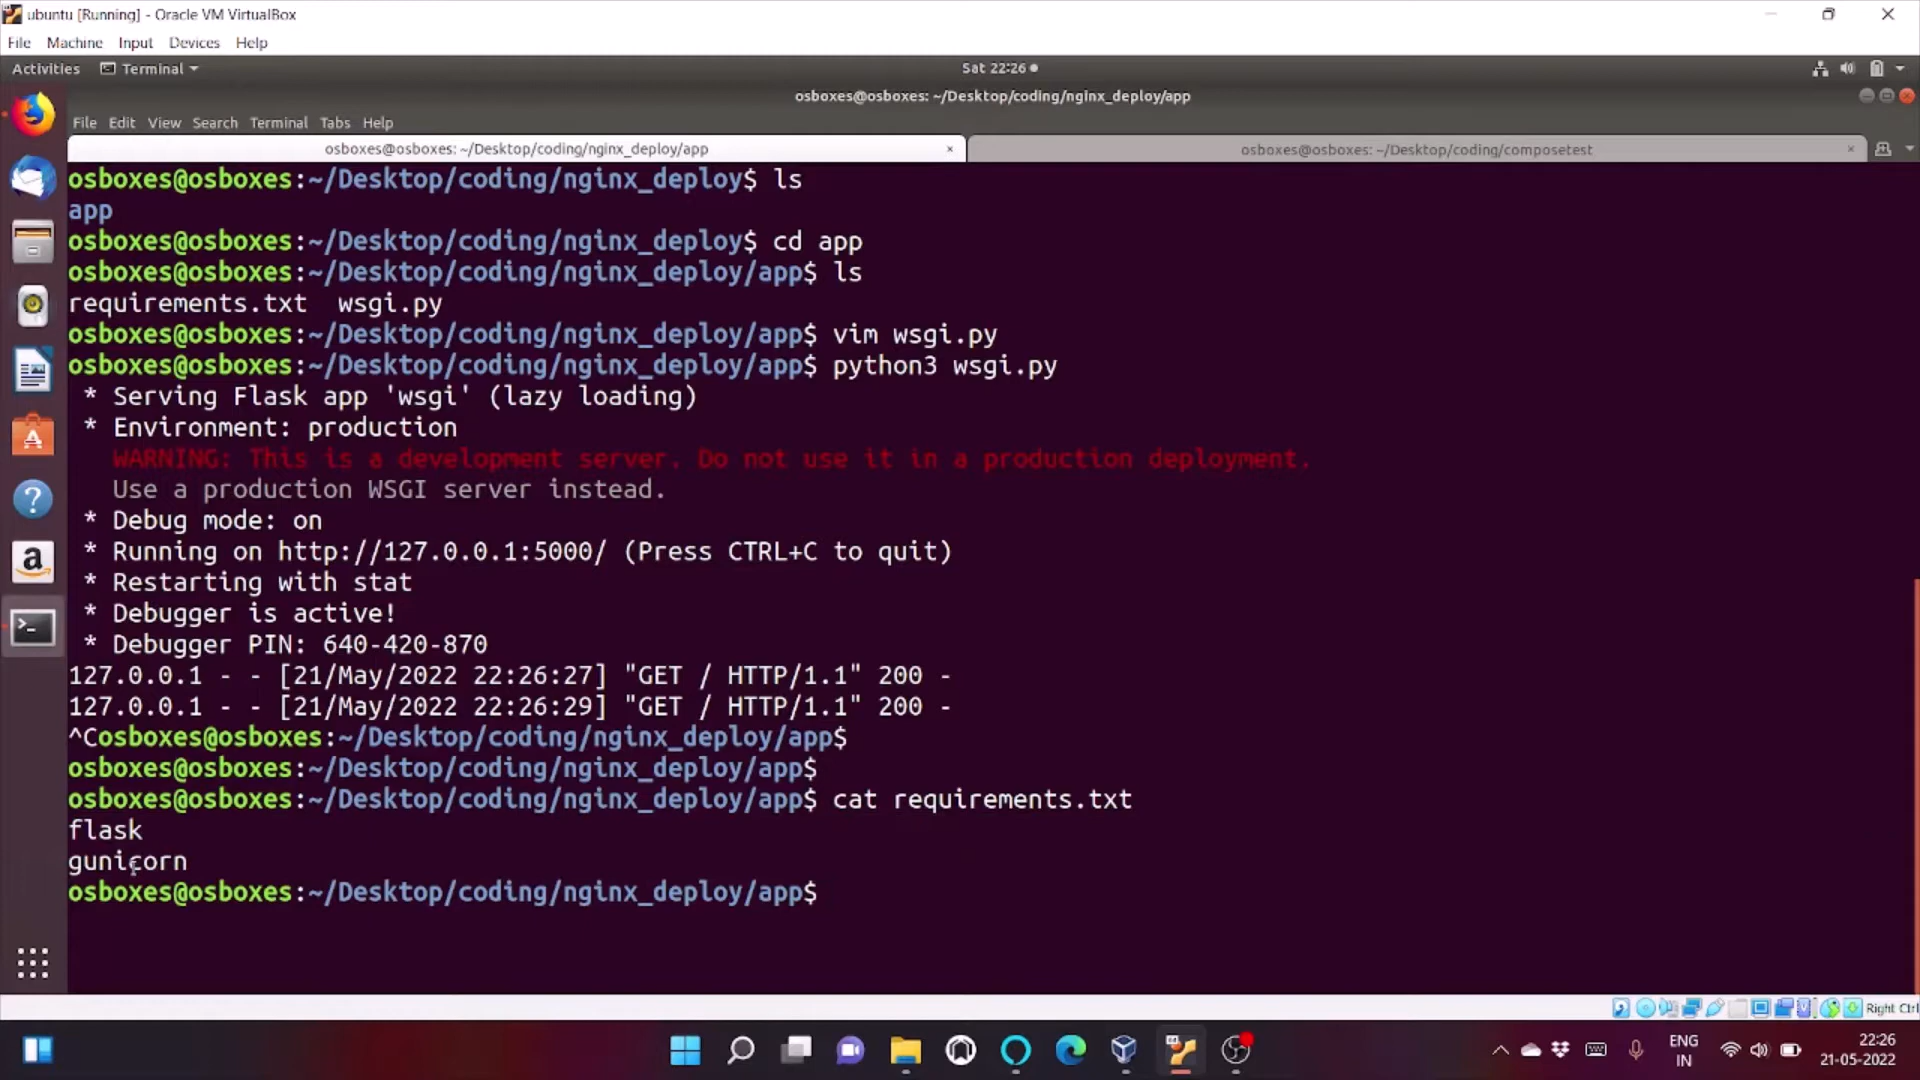 ubuntu [Running] - Oracle VM VirtualBox
File Machine Input Devices Help
Activities Terminal Sat 22:26
osboxes@osboxes: ~/Desktop/coding/nginx_deploy/app
File Edit View Search Terminal Tabs Help
osboxes@osboxes: ~/Desktop/coding/nginx_deploy/app × osboxes@osboxes: ~/Desktop/coding/composetest ×
osboxes@osboxes:~/Desktop/coding/nginx_deploy$ ls
app
osboxes@osboxes:~/Desktop/coding/nginx_deploy$ cd app
osboxes@osboxes:~/Desktop/coding/nginx_deploy/app$ ls
requirements.txt  wsgi.py
osboxes@osboxes:~/Desktop/coding/nginx_deploy/app$ vim wsgi.py
osboxes@osboxes:~/Desktop/coding/nginx_deploy/app$ python3 wsgi.py
 * Serving Flask app 'wsgi' (lazy loading)
 * Environment: production
   WARNING: This is a development server. Do not use it in a production deployment.
   Use a production WSGI server instead.
 * Debug mode: on
 * Running on http://127.0.0.1:5000/ (Press CTRL+C to quit)
 * Restarting with stat
 * Debugger is active!
 * Debugger PIN: 640-420-870
127.0.0.1 - - [21/May/2022 22:26:27] "GET / HTTP/1.1" 200 -
127.0.0.1 - - [21/May/2022 22:26:29] "GET / HTTP/1.1" 200 -
^Cosboxes@osboxes:~/Desktop/coding/nginx_deploy/app$
osboxes@osboxes:~/Desktop/coding/nginx_deploy/app$
osboxes@osboxes:~/Desktop/coding/nginx_deploy/app$ cat requirements.txt
flask
gunicorn
osboxes@osboxes:~/Desktop/coding/nginx_deploy/app$
Right Ctrl
ENG 22:26
IN 21-05-2022